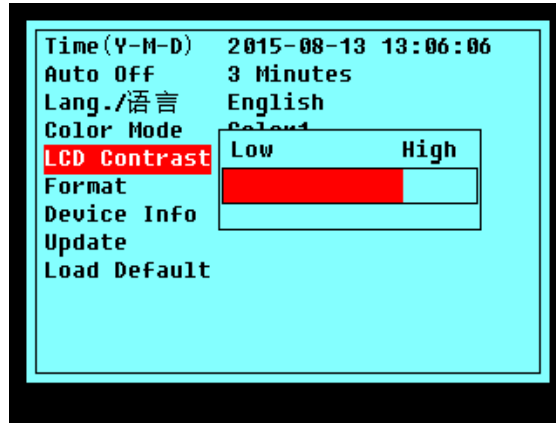 Time(Y-M-D) 2015-08-13 13:06:06
Auto Off 3 Minutes
Lang./语言 English
Color Mode Color1
LCD Contrast Low High
Format
Device Info
Update
Load Default